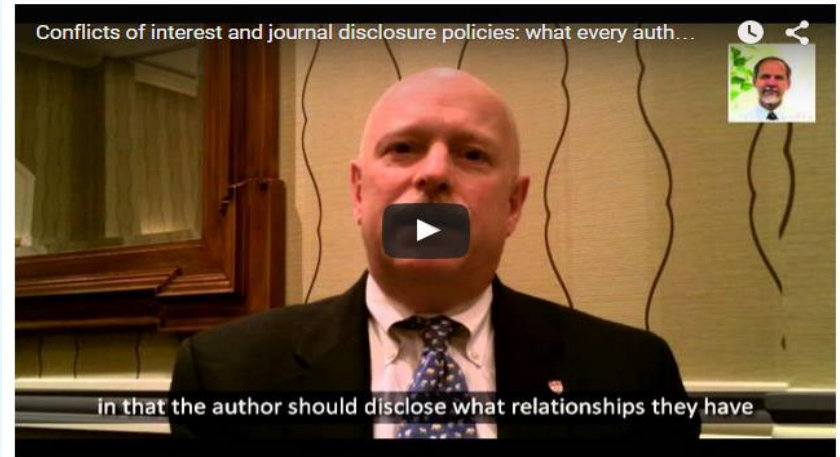 Conflicts of interest and journal disclosure policies: what every auth...
in that the author should disclose what relationships they have